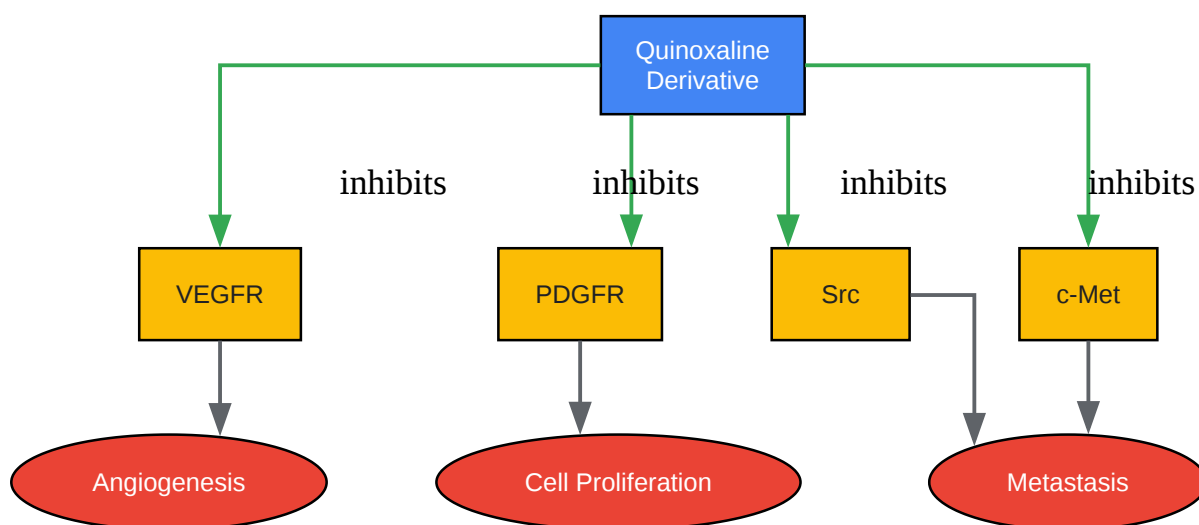 Quinoxaline
Derivative
inhibits
inhibits
inhibits
inhibits
VEGFR
PDGFR
Src
c-Met
Angiogenesis
Cell Proliferation
Metastasis